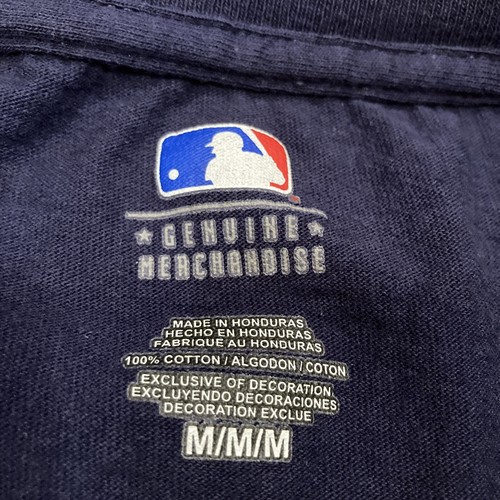 ★ GENUINE ★
MERCHANDISE
MADE IN HONDURAS
HECHO EN HONDURAS
FABRIQUE AU HONDURAS
100% COTTON / ALGODON / COTON
EXCLUSIVE OF DECORATION
EXCLUYENDO DECORACIONES
DECORATION EXCLUE
M/M/M